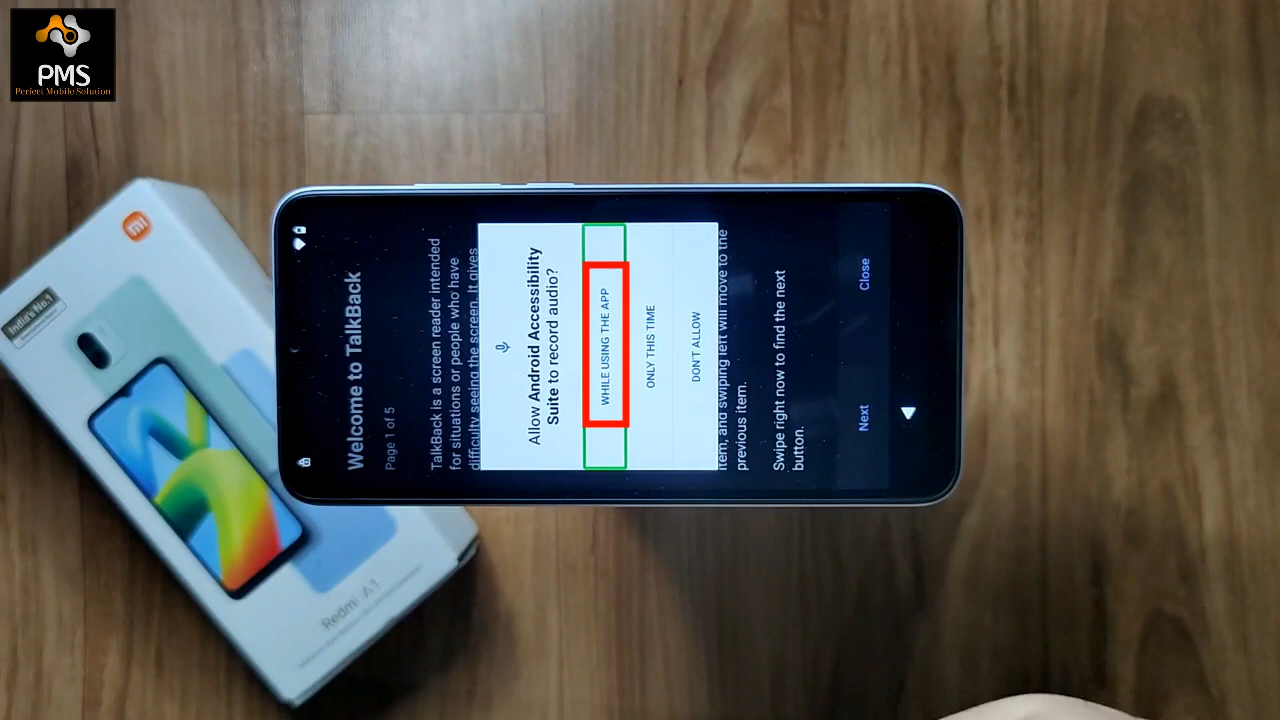 PMS
Perfect Mobile Solution
India's No.1
Redmi A1
Welcome to TalkBack
Page 1 of 5
TalkBack is a screen reader intended
for situations or people who have
difficulty seeing the screen. It gives
Allow Android Accessibility
Suite to record audio?
WHILE USING THE APP
ONLY THIS TIME
DON'T ALLOW
item, and swiping left will move to the
previous item.
Swipe right now to find the next
button.
Next
Close